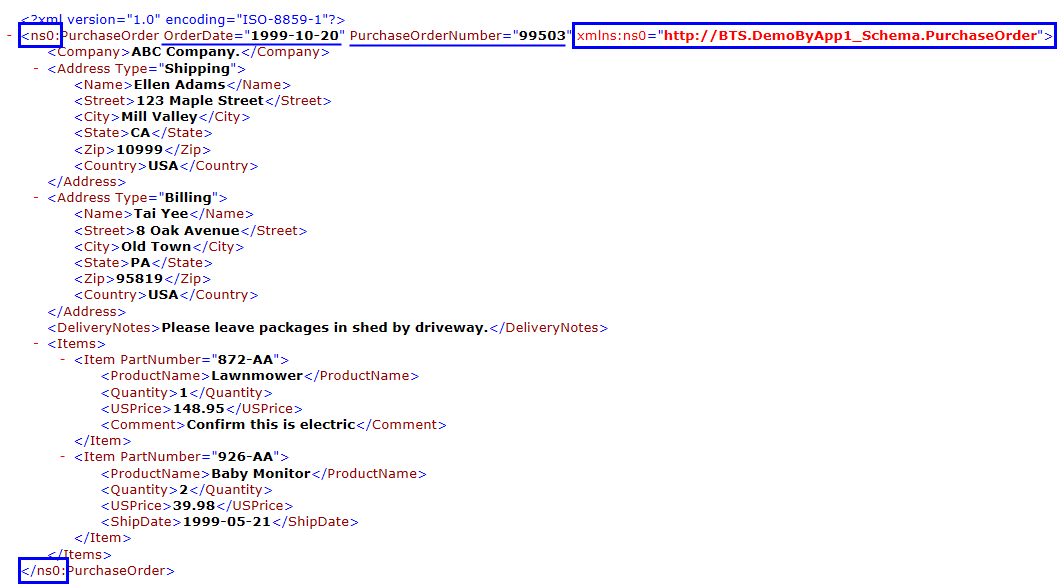 <?xml version="1.0" encoding="ISO-8859-1"?>
- <ns0:PurchaseOrder OrderDate="1999-10-20" PurchaseOrderNumber="99503" xmlns:ns0="http://BTS.DemoByApp1_Schema.PurchaseOrder">
<Company>ABC Company.</Company>
- <Address Type="Shipping">
<Name>Ellen Adams</Name>
<Street>123 Maple Street</Street>
<City>Mill Valley</City>
<State>CA</State>
<Zip>10999</Zip>
<Country>USA</Country>
</Address>
- <Address Type="Billing">
<Name>Tai Yee</Name>
<Street>8 Oak Avenue</Street>
<City>Old Town</City>
<State>PA</State>
<Zip>95819</Zip>
<Country>USA</Country>
</Address>
<DeliveryNotes>Please leave packages in shed by driveway.</DeliveryNotes>
- <Items>
- <Item PartNumber="872-AA">
<ProductName>Lawnmower</ProductName>
<Quantity>1</Quantity>
<USPrice>148.95</USPrice>
<Comment>Confirm this is electric</Comment>
</Item>
- <Item PartNumber="926-AA">
<ProductName>Baby Monitor</ProductName>
<Quantity>2</Quantity>
<USPrice>39.98</USPrice>
<ShipDate>1999-05-21</ShipDate>
</Item>
</Items>
</ns0:PurchaseOrder>